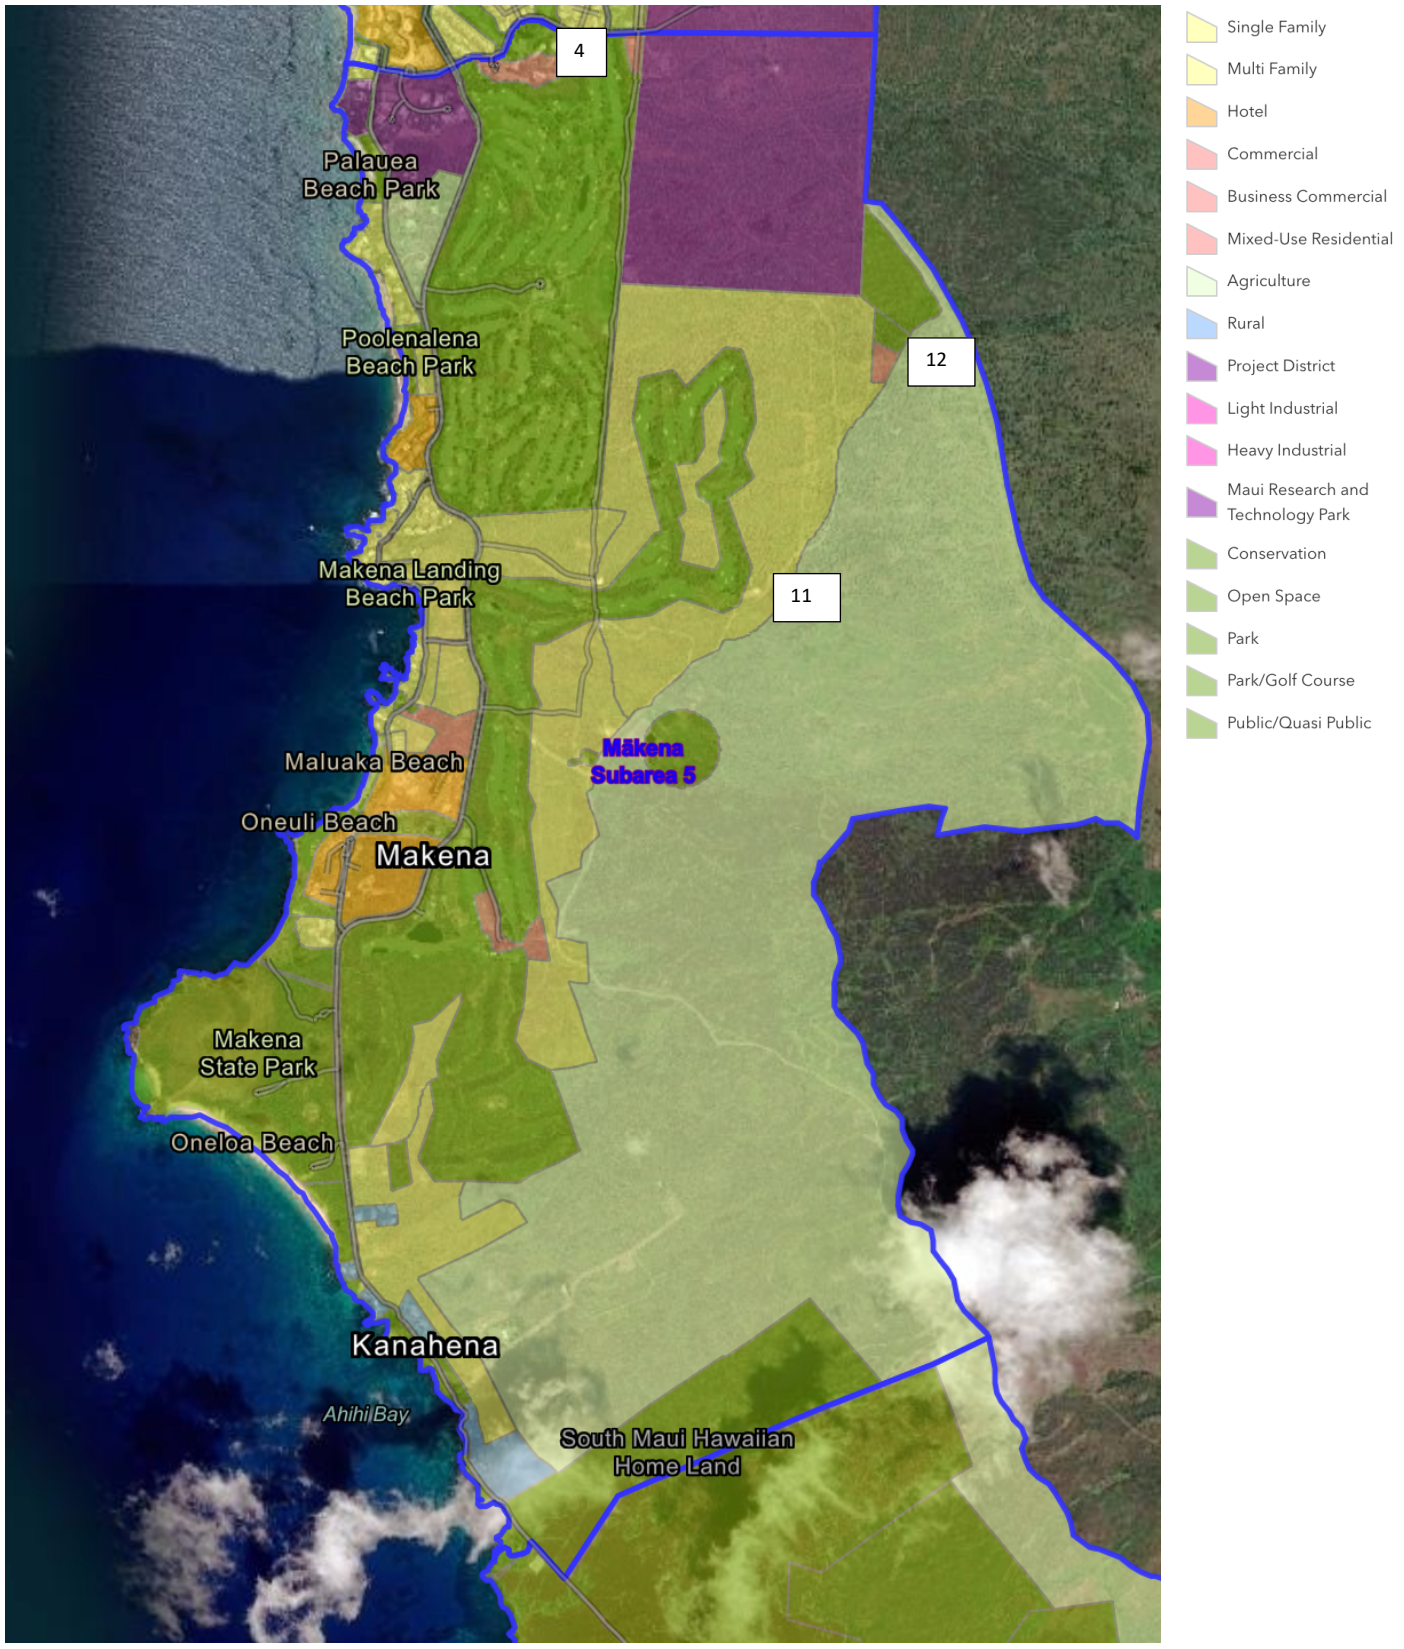 4
Palauea
Beach Park
12
Poolenalena
Beach Park
11
Makena Landing
Beach Park
Mākena
Subarea 5
Maluaka Beach
Oneuli Beach
Makena
Makena
State Park
Oneloa Beach
Kanahena
Ahihi Bay
South Maui Hawaiian
Home Land
Single Family
Multi Family
Hotel
Commercial
Business Commercial
Mixed-Use Residential
Agriculture
Rural
Project District
Light Industrial
Heavy Industrial
Maui Research and
Technology Park
Conservation
Open Space
Park
Park/Golf Course
Public/Quasi Public